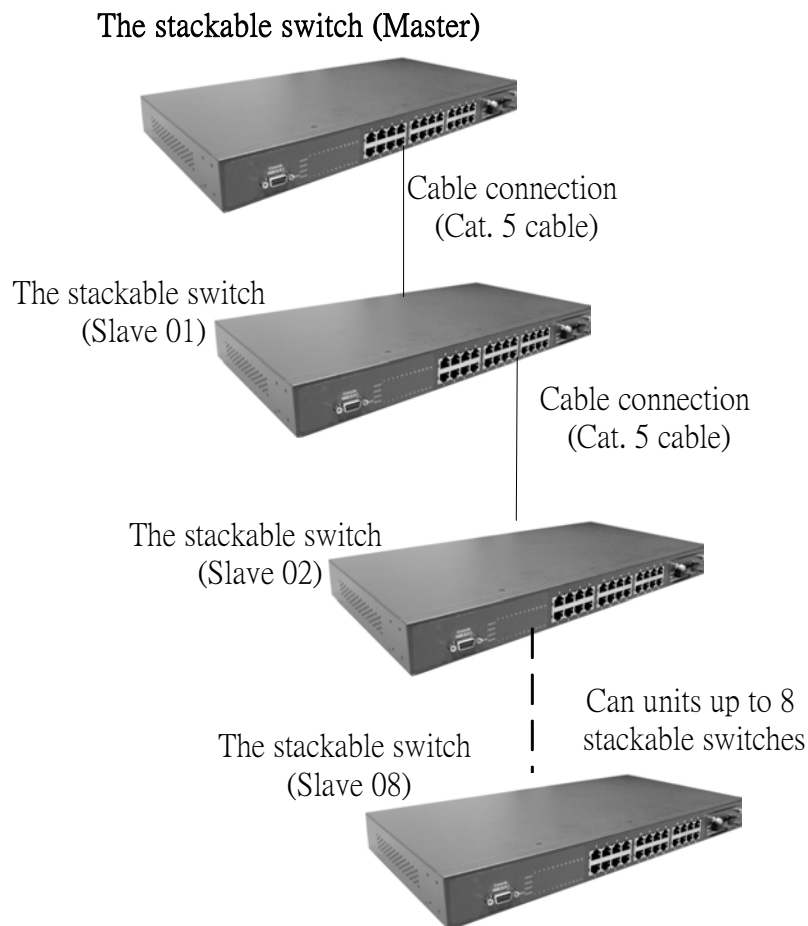 The stackable switch (Master)
Cable connection
(Cat. 5 cable)
The stackable switch
(Slave 01)
Cable connection
(Cat. 5 cable)
The stackable switch
(Slave 02)
Can units up to 8
stackable switches
The stackable switch
(Slave 08)